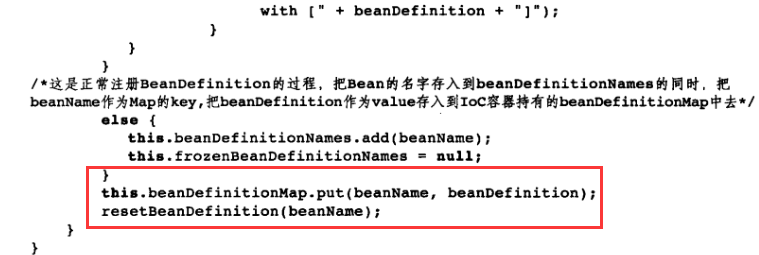 with [" + beanDefinition + "]");
}
}
}
/*这是正常注册BeanDefinition的过程，把Bean的名字存入到beanDefinitionNames的同时，把
beanName作为Map的key,把beanDefinition作为value存入到IoC容器持有的beanDefinitionMap中去*/
else {
this.beanDefinitionNames.add(beanName);
this.frozenBeanDefinitionNames = null;
}
this.beanDefinitionMap.put(beanName, beanDefinition);
resetBeanDefinition(beanName);
}
}